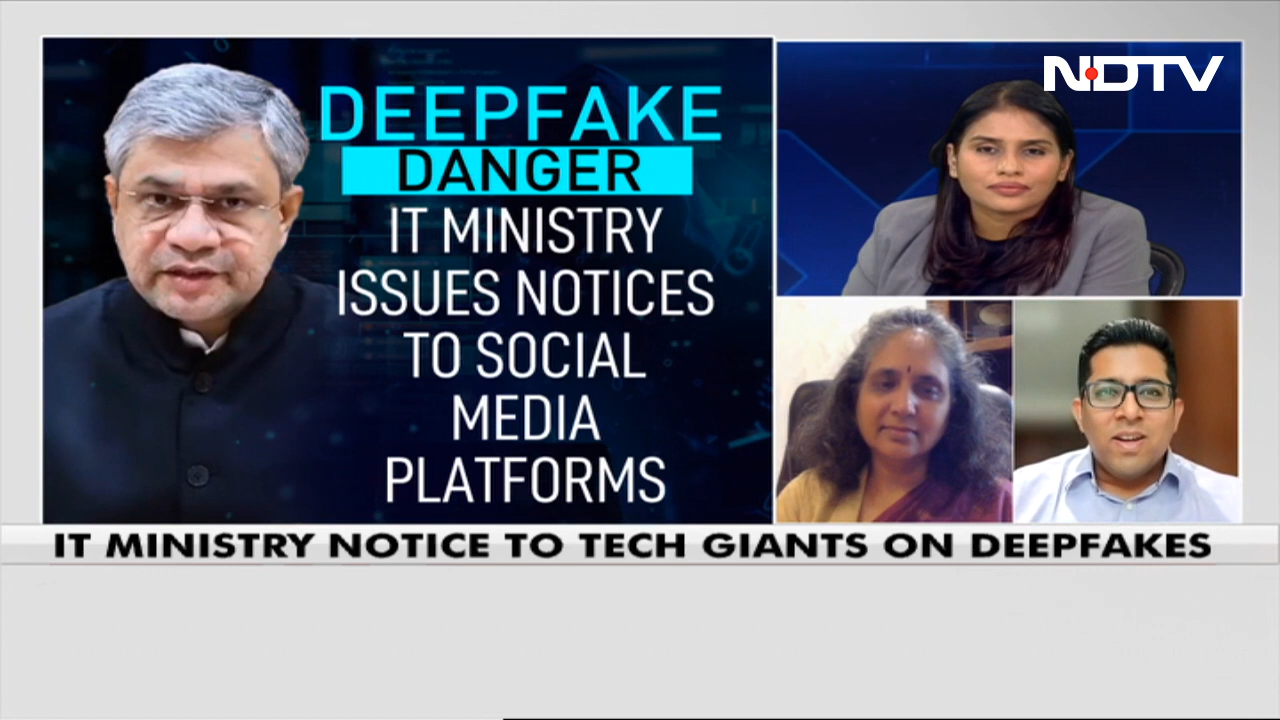 NDTV
DEEPFAKE
DANGER
IT MINISTRY
ISSUES NOTICES
TO SOCIAL
MEDIA
PLATFORMS
IT MINISTRY NOTICE TO TECH GIANTS ON DEEPFAKES